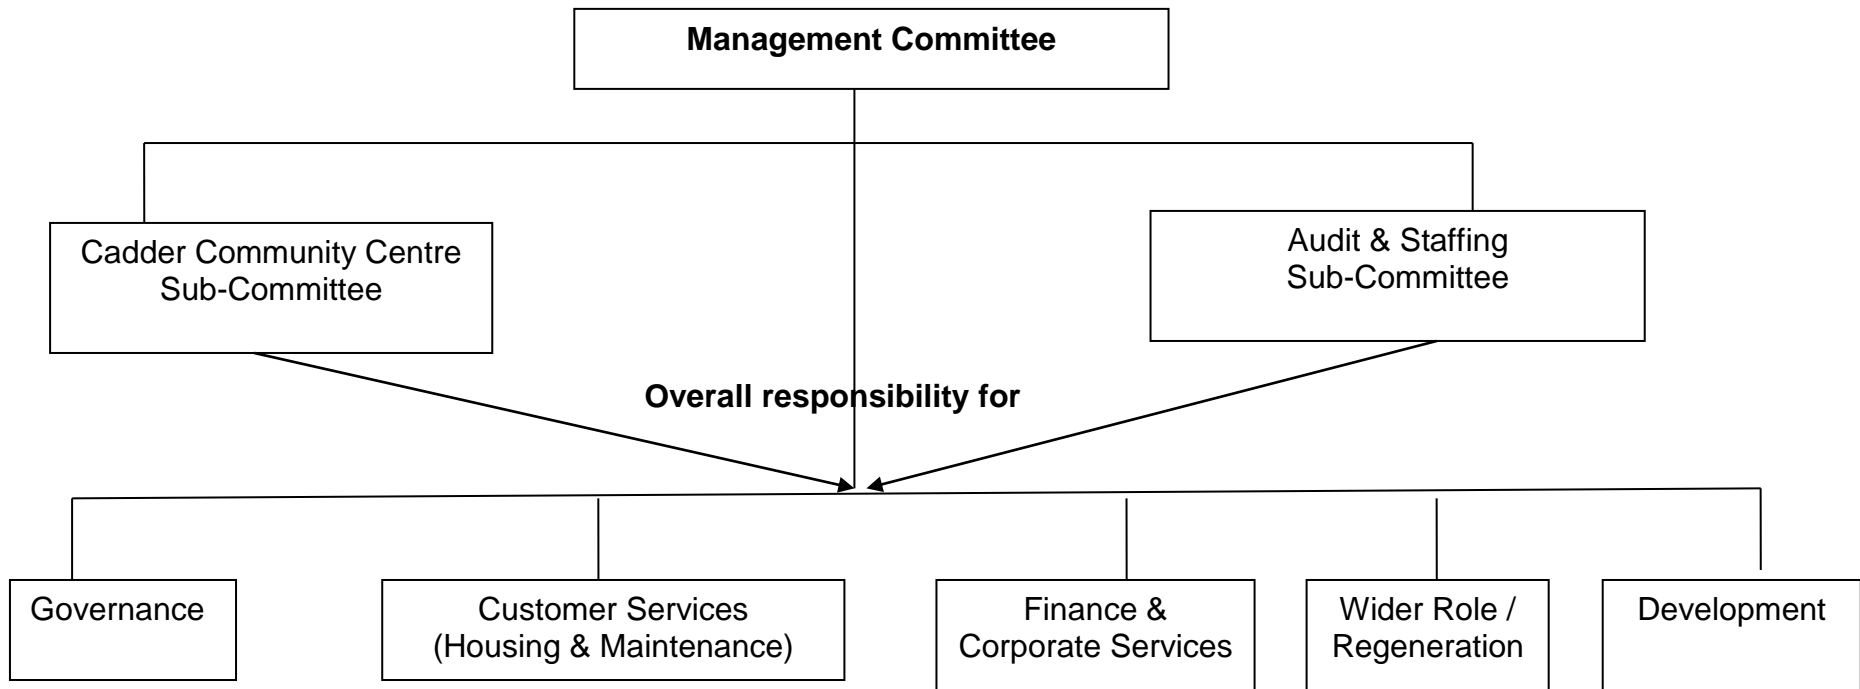 Management Committee
Cadder Community Centre
Sub-Committee
Audit & Staffing
Sub-Committee
Overall responsibility for
Governance
Customer Services
(Housing & Maintenance)
Finance &
Corporate Services
Wider Role /
Regeneration
Development